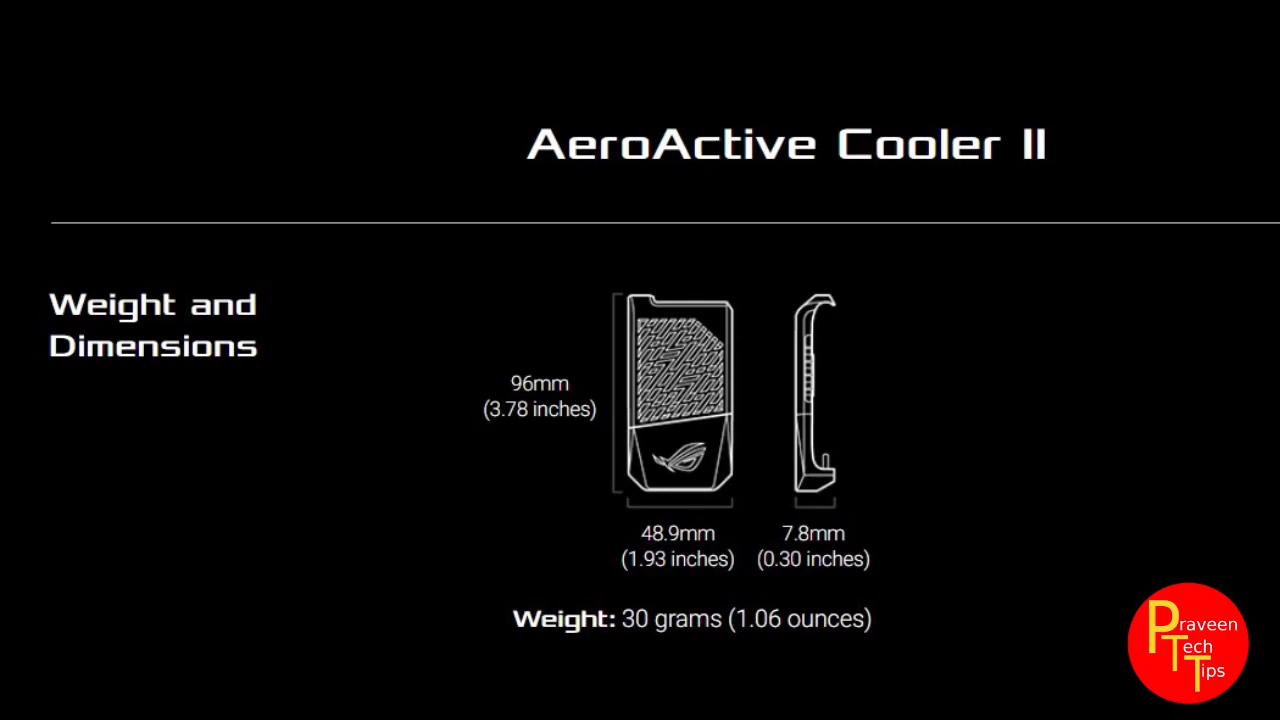 AeroActive Cooler II
Weight and
Dimensions
96mm
(3.78 inches)
48.9mm
(1.93 inches)
7.8mm
(0.30 inches)
Weight: 30 grams (1.06 ounces)
Praveen
Tech
Tips